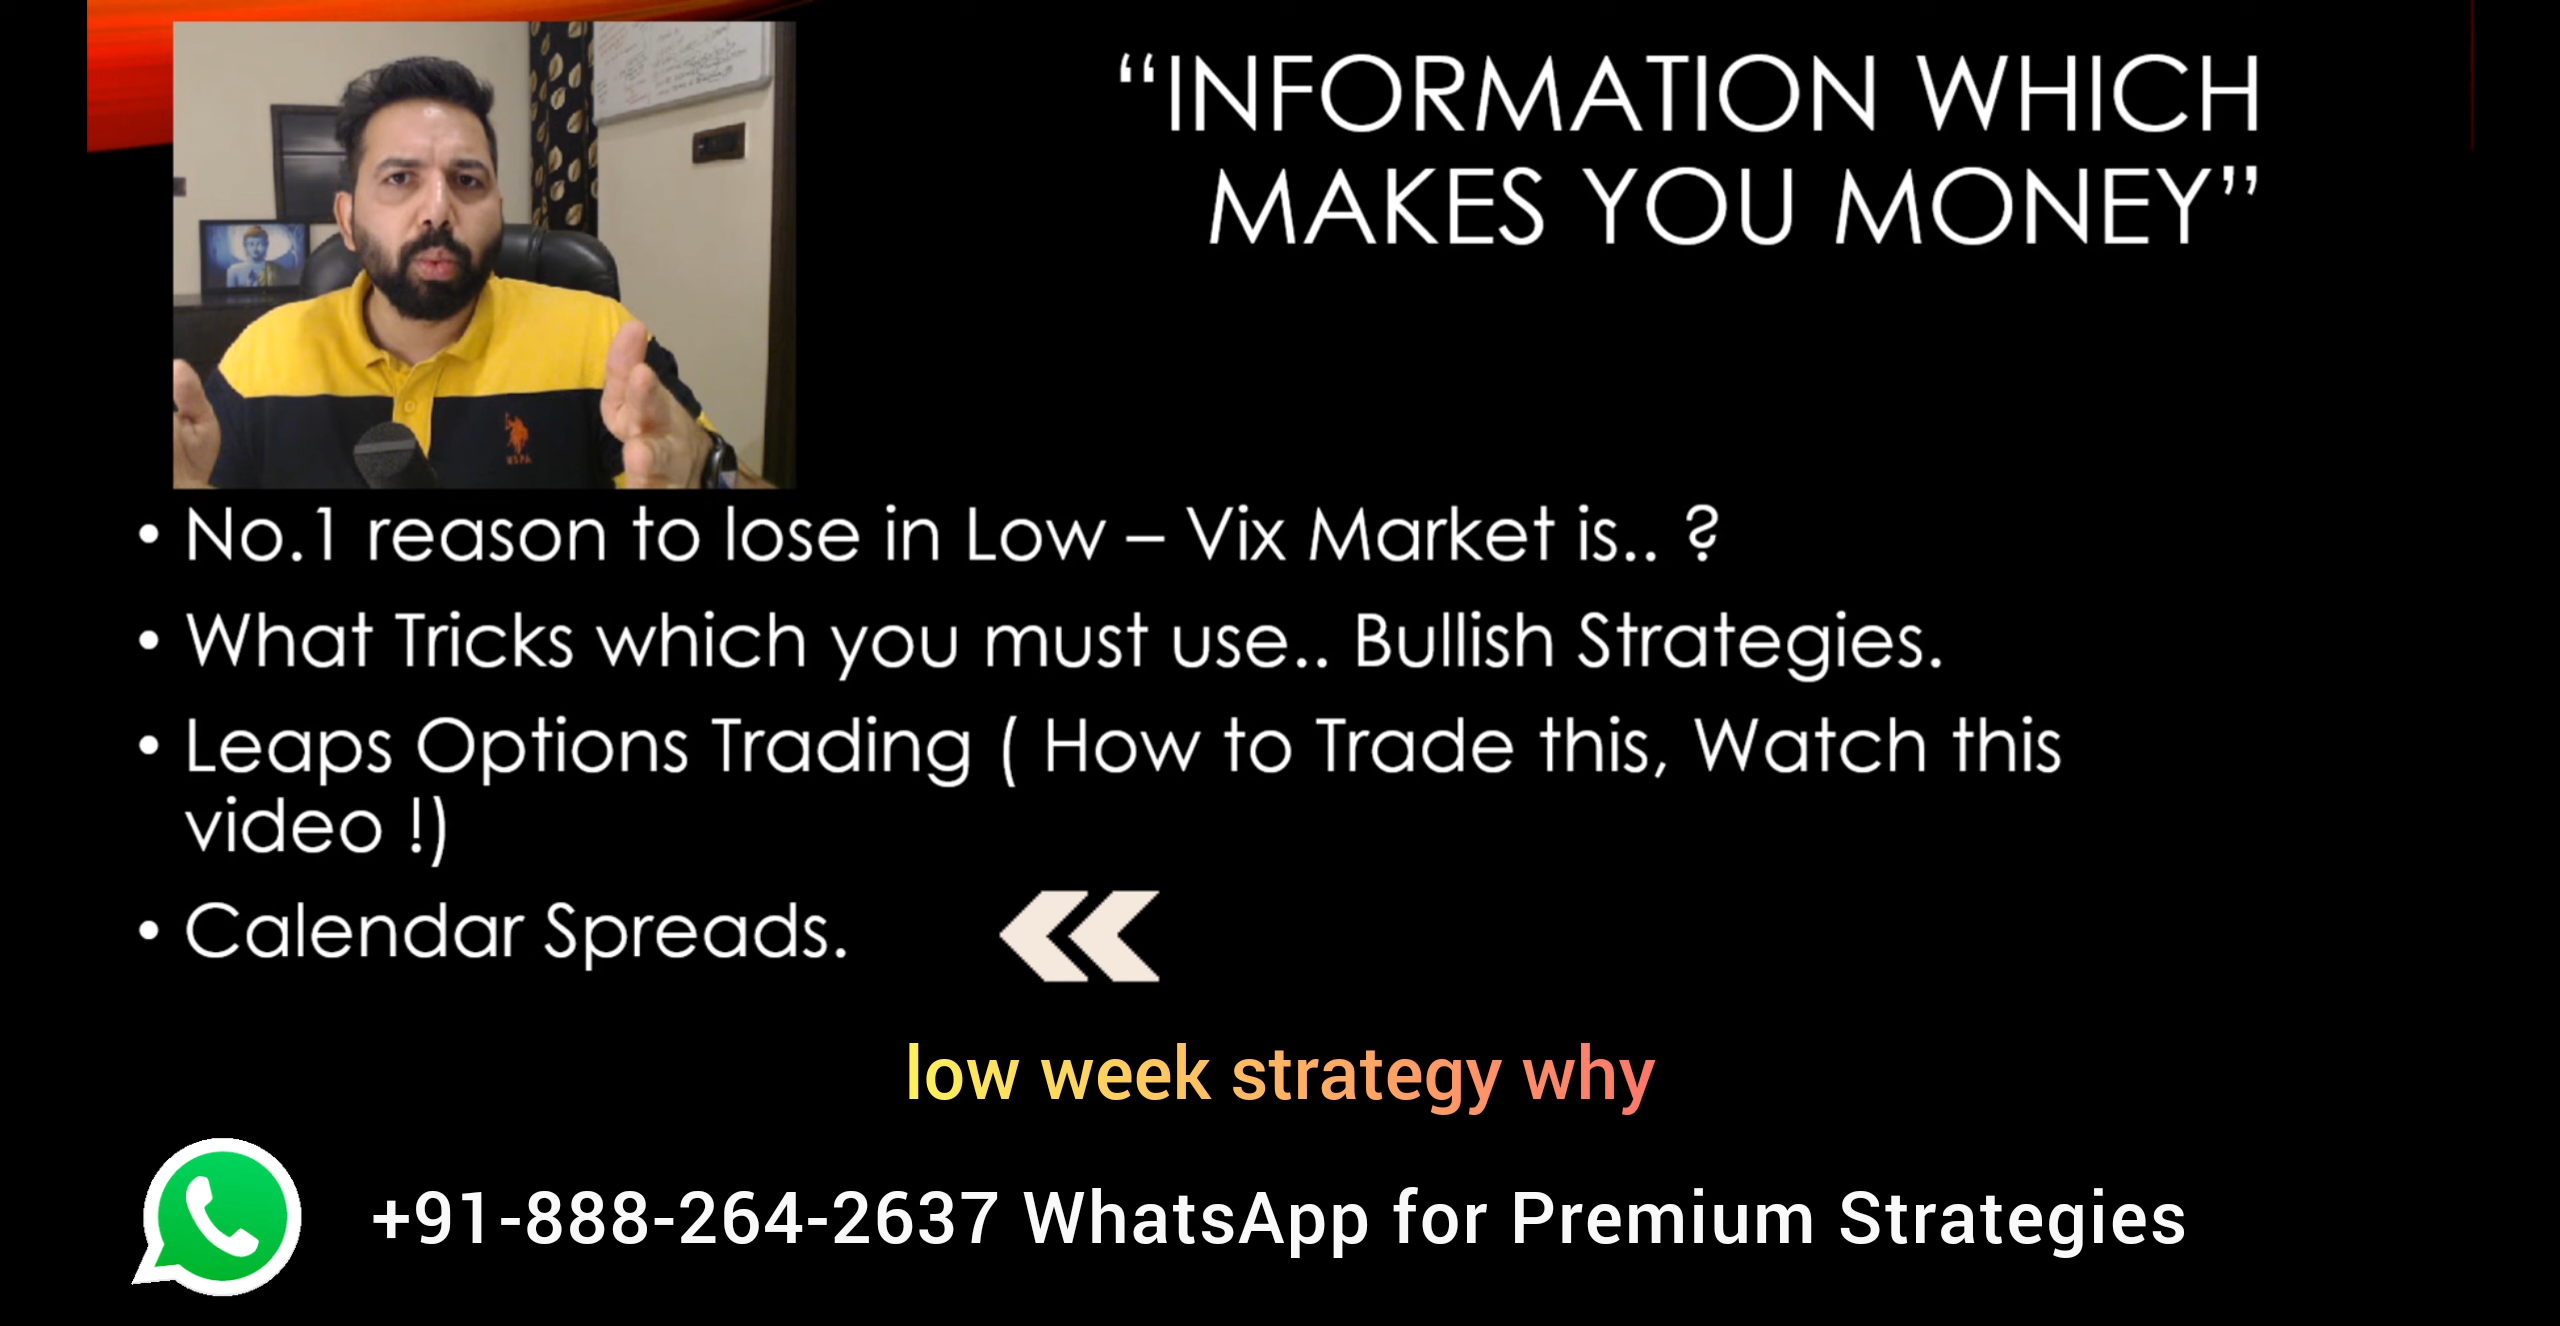 “INFORMATION WHICH
MAKES YOU MONEY”
• No.1 reason to lose in Low – Vix Market is.. ?
• What Tricks which you must use.. Bullish Strategies.
• Leaps Options Trading ( How to Trade this, Watch this
video !)
• Calendar Spreads.
low week strategy why
+91-888-264-2637 WhatsApp for Premium Strategies